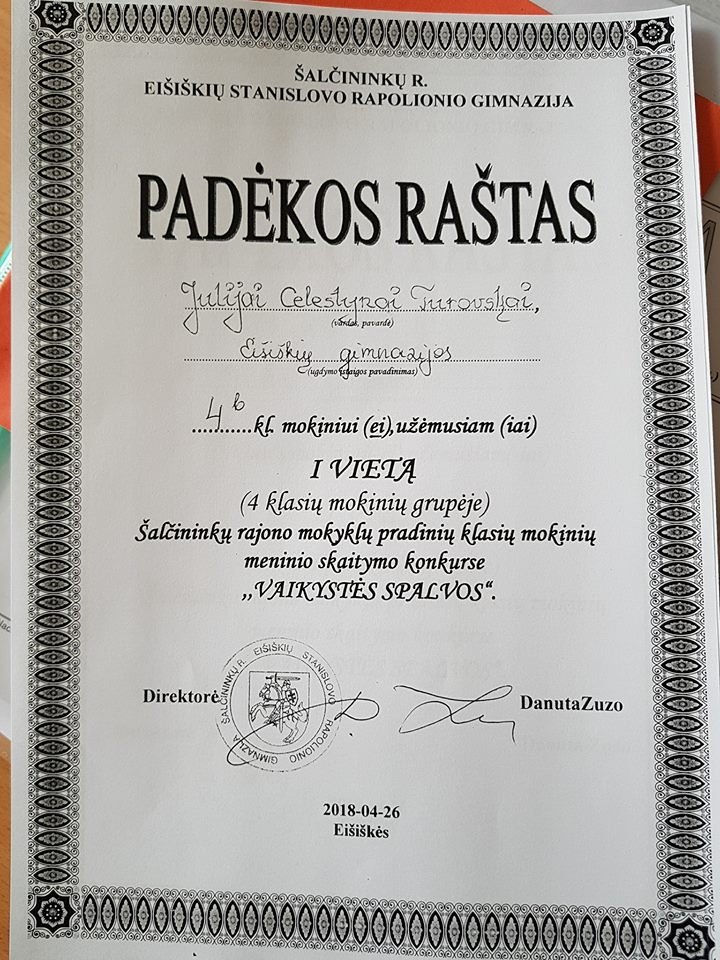 ŠALČININKŲ R.
EIŠIŠKIŲ STANISLOVO RAPOLIONIO GIMNAZIJA
PADĖKOS RAŠTAS
Julijai Celestynai Turovskai,
(vardas, pavardė)
Eišiškių gimnazijos
(ugdymo įstaigos pavadinimas)
4b kl. mokiniui (ei), užėmusiam (iai)
I VIETĄ
(4 klasių mokinių grupėje)
Šalčininkų rajono mokyklų pradinių klasių mokinių
meninio skaitymo konkurse
,,VAIKYSTĖS SPALVOS“.
ŠALČININKŲ R. EIŠIŠKIŲ STANISLOVO RAPOLIONIO GIMNAZIJA
Direktorė
DanutaZuzo
2018-04-26
Eišiškės